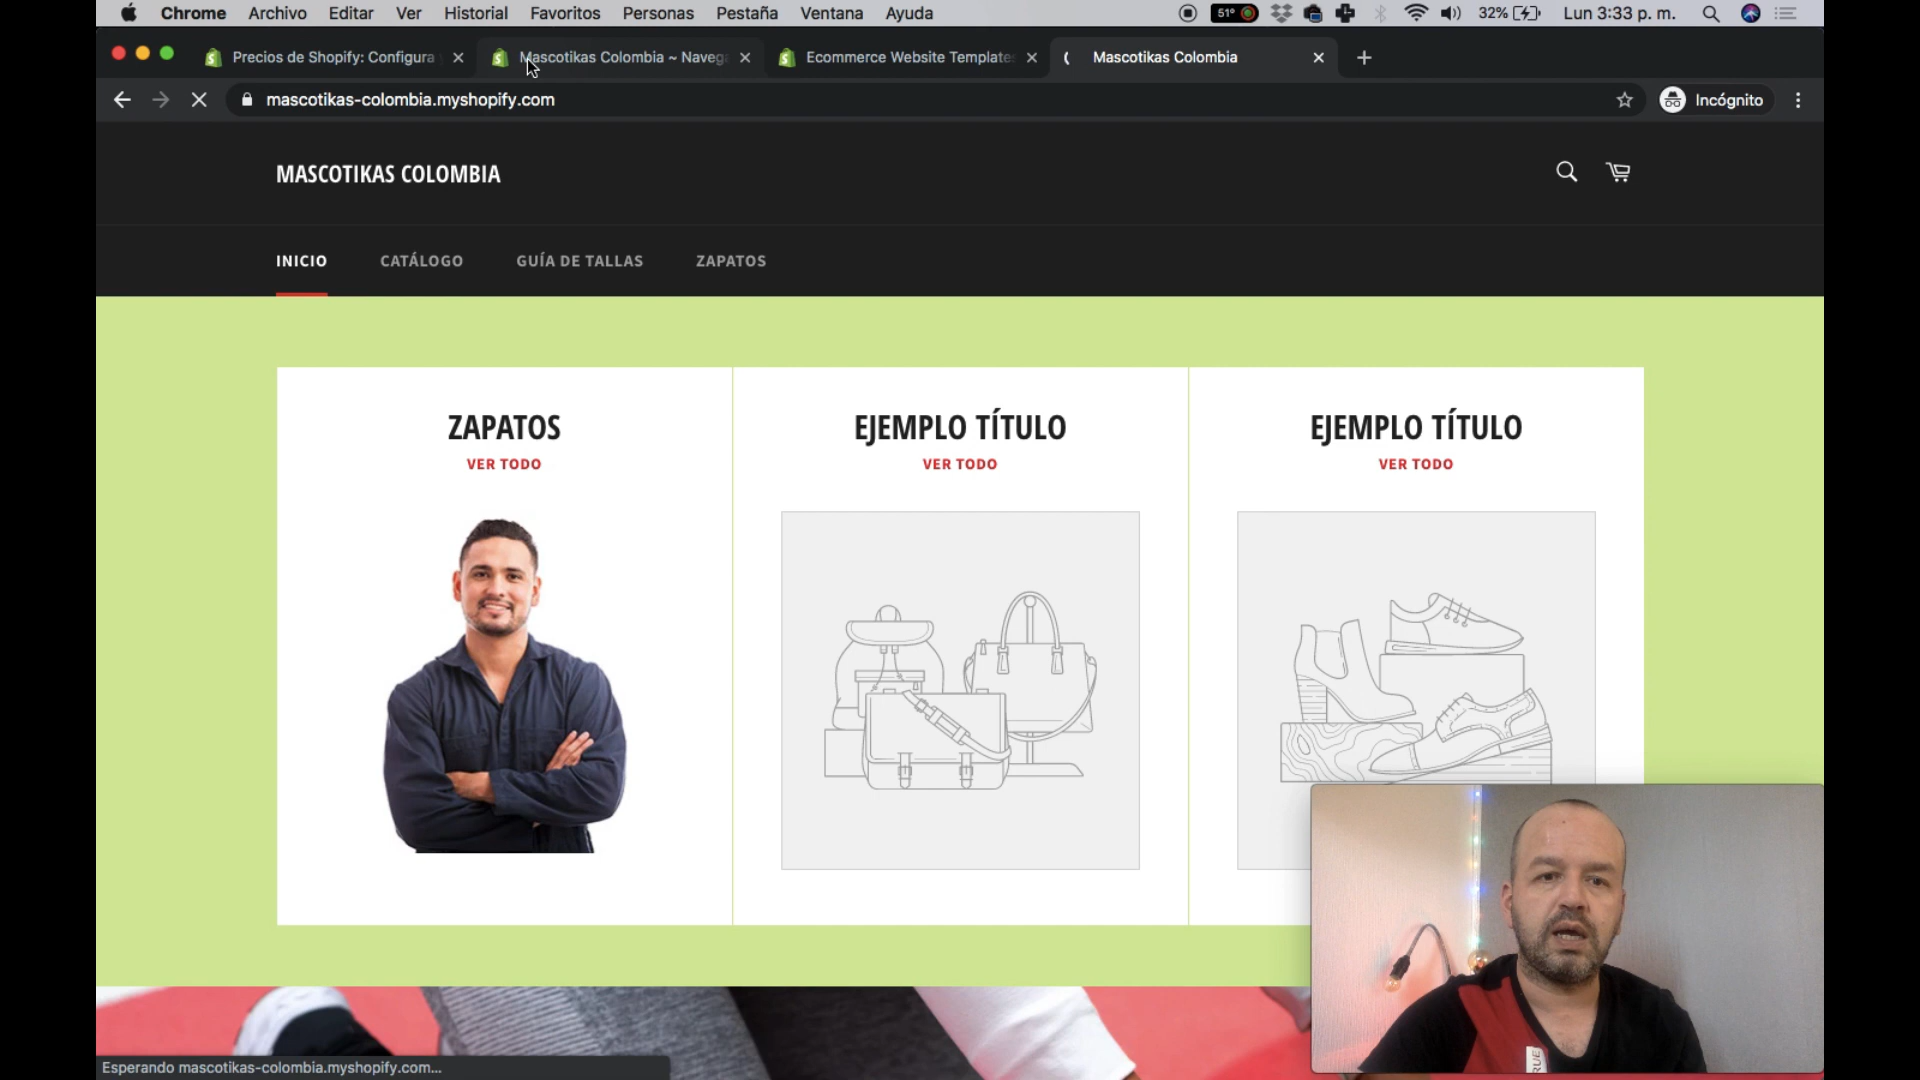 Chrome Archivo Editar Ver Historial Favoritos Personas Pestaña Ventana Ayuda 51° 32% Lun 3:33 p. m.
Precios de Shopify: Configura Mascotikas Colombia ~ Navega Ecommerce Website Templates Mascotikas Colombia
mascotikas-colombia.myshopify.com Incógnito
MASCOTIKAS COLOMBIA
INICIO CATÁLOGO GUÍA DE TALLAS ZAPATOS
ZAPATOS EJEMPLO TÍTULO EJEMPLO TÍTULO
VER TODO VER TODO VER TODO
Esperando mascotikas-colombia.myshopify.com...